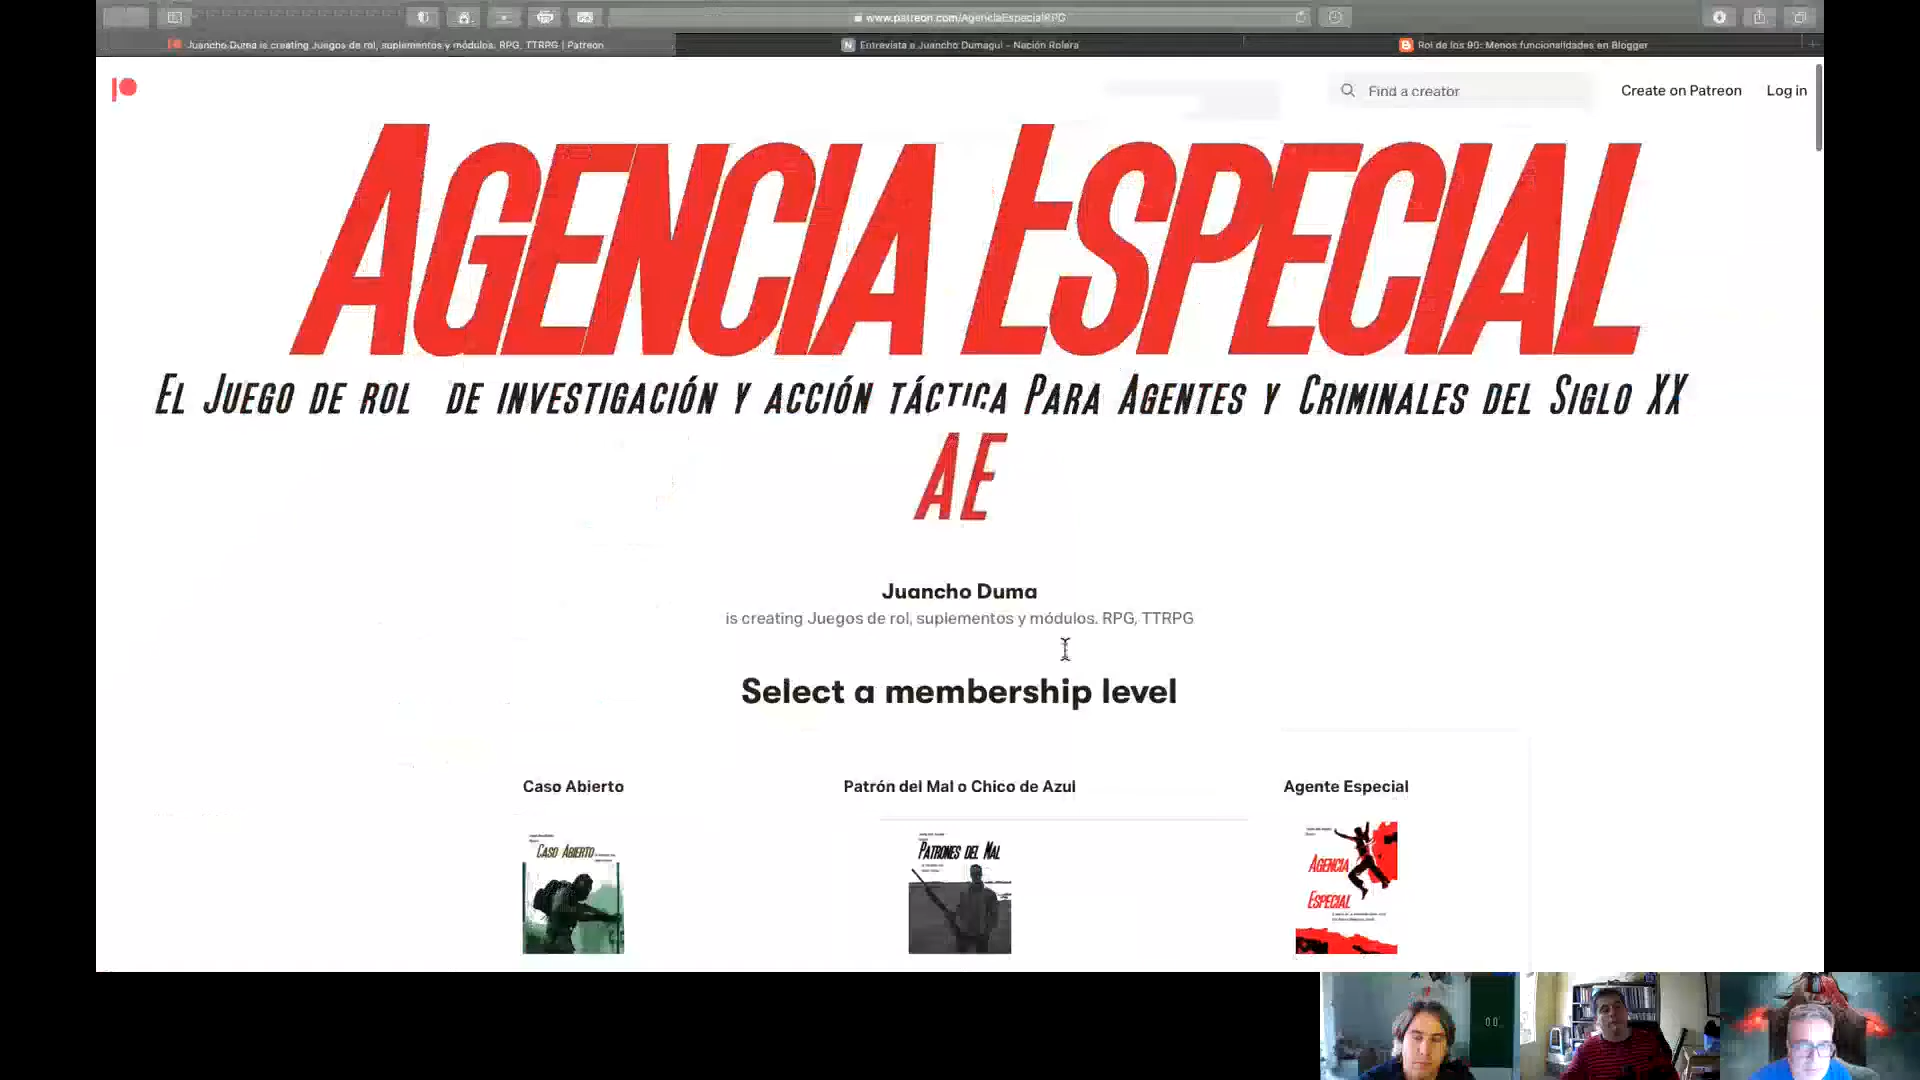 www.patreon.com/AgenciaEspecialRPG
Juancho Duma is creating Juegos de rol, suplementos y módulos. RPG, TTRPG | Patreon
Entrevista a Juancho Dumagui – Nación Rolera
Rol de los 90: Menos funcionalidades en Blogger
Find a creator
Create on Patreon
Log in
AGENCIA ESPECIAL
EL JUEGO DE ROL DE INVESTIGACIÓN Y ACCIÓN TÁCTICA PARA AGENTES Y CRIMINALES DEL SIGLO XX
AE
Juancho Duma
is creating Juegos de rol, suplementos y módulos. RPG, TTRPG
Select a membership level
Caso Abierto
Patrón del Mal o Chico de Azul
Agente Especial
CASO ABIERTO
PATRONES DEL MAL
AGENCIA
ESPECIAL